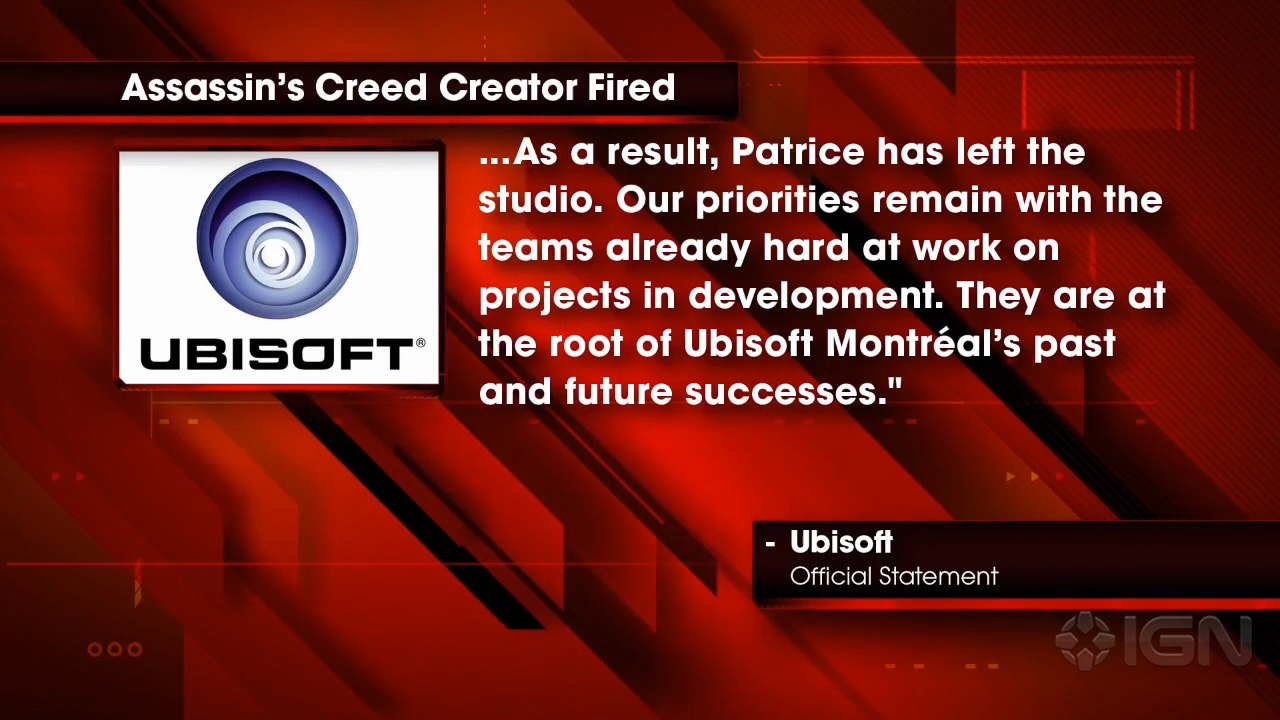 Assassin's Creed Creator Fired
UBISOFT®
...As a result, Patrice has left the
studio. Our priorities remain with the
teams already hard at work on
projects in development. They are at
the root of Ubisoft Montréal's past
and future successes."
- Ubisoft
Official Statement
IGN